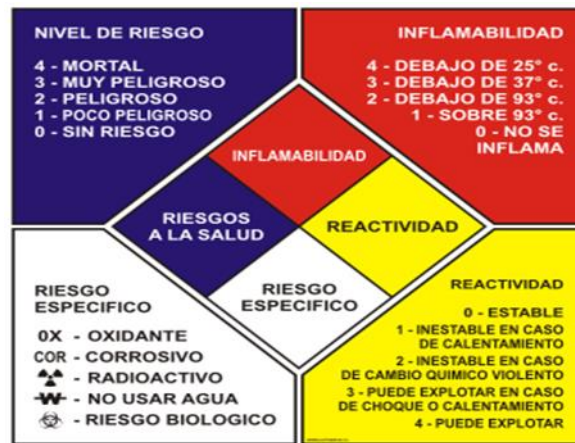 NIVEL DE RIESGO
4 - MORTAL
3 - MUY PELIGROSO
2 - PELIGROSO
1 - POCO PELIGROSO
0 - SIN RIESGO
INFLAMABILIDAD
4 - DEBAJO DE 25° c.
3 - DEBAJO DE 37° c.
2 - DEBAJO DE 93° c.
1 - SOBRE 93° c.
0 - NO SE
INFLAMA
INFLAMABILIDAD
RIESGOS
A LA SALUD
REACTIVIDAD
RIESGO
ESPECIFICO
RIESGO
ESPECIFICO
0X - OXIDANTE
COR - CORROSIVO
- RADIOACTIVO
W - NO USAR AGUA
- RIESGO BIOLOGICO
REACTIVIDAD
0 - ESTABLE
1 - INESTABLE EN CASO
DE CALENTAMIENTO
2 - INESTABLE EN CASO
DE CAMBIO QUIMICO VIOLENTO
3 - PUEDE EXPLOTAR EN CASO
DE CHOQUE O CALENTAMIENTO
4 - PUEDE EXPLOTAR